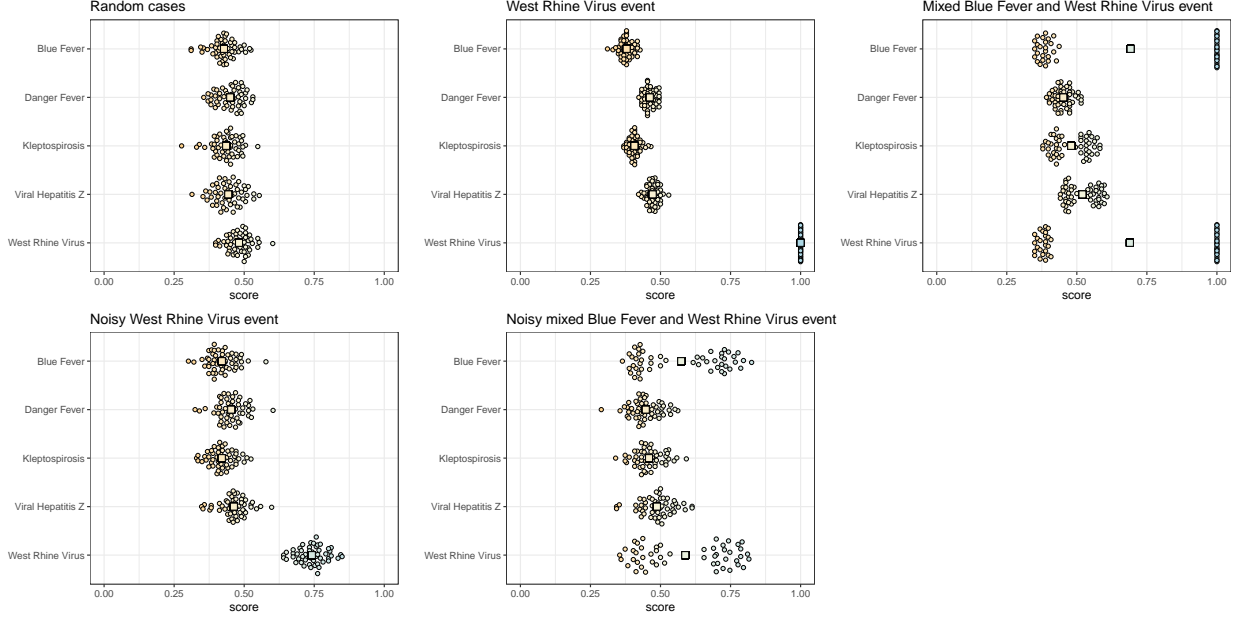 Random cases
Blue Fever
Danger Fever
Kleptospirosis
Viral Hepatitis Z
West Rhine Virus
0.00 0.25 0.50 0.75 1.00
score
West Rhine Virus event
Blue Fever
Danger Fever
Kleptospirosis
Viral Hepatitis Z
West Rhine Virus
0.00 0.25 0.50 0.75 1.00
score
Mixed Blue Fever and West Rhine Virus event
Blue Fever
Danger Fever
Kleptospirosis
Viral Hepatitis Z
West Rhine Virus
0.00 0.25 0.50 0.75 1.00
score
Noisy West Rhine Virus event
Blue Fever
Danger Fever
Kleptospirosis
Viral Hepatitis Z
West Rhine Virus
0.00 0.25 0.50 0.75 1.00
score
Noisy mixed Blue Fever and West Rhine Virus event
Blue Fever
Danger Fever
Kleptospirosis
Viral Hepatitis Z
West Rhine Virus
0.00 0.25 0.50 0.75 1.00
score